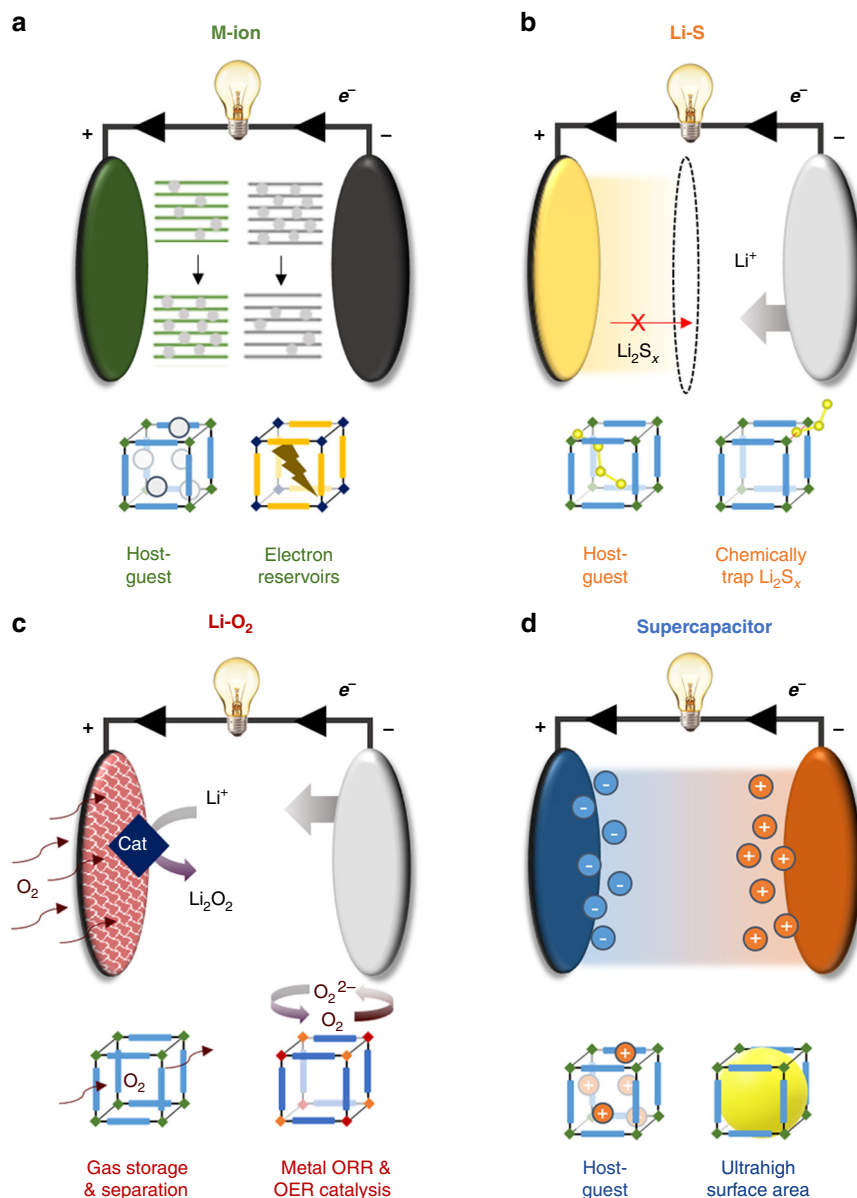 a
M-ion
e⁻
+
−
Host-
guest
Electron
reservoirs
b
Li-S
e⁻
+
−
Li⁺
X
Li₂Sₓ
Host-
guest
Chemically
trap Li₂Sₓ
c
Li-O₂
e⁻
+
−
Li⁺
Cat
O₂
Li₂O₂
O₂²⁻
O₂
O₂
Gas storage
& separation
Metal ORR &
OER catalysis
d
Supercapacitor
e⁻
+
−
-
+
-
+
-
+
+
-
+
-
+
-
+
-
+
+
+
+
+
+
Host-
guest
Ultrahigh
surface area